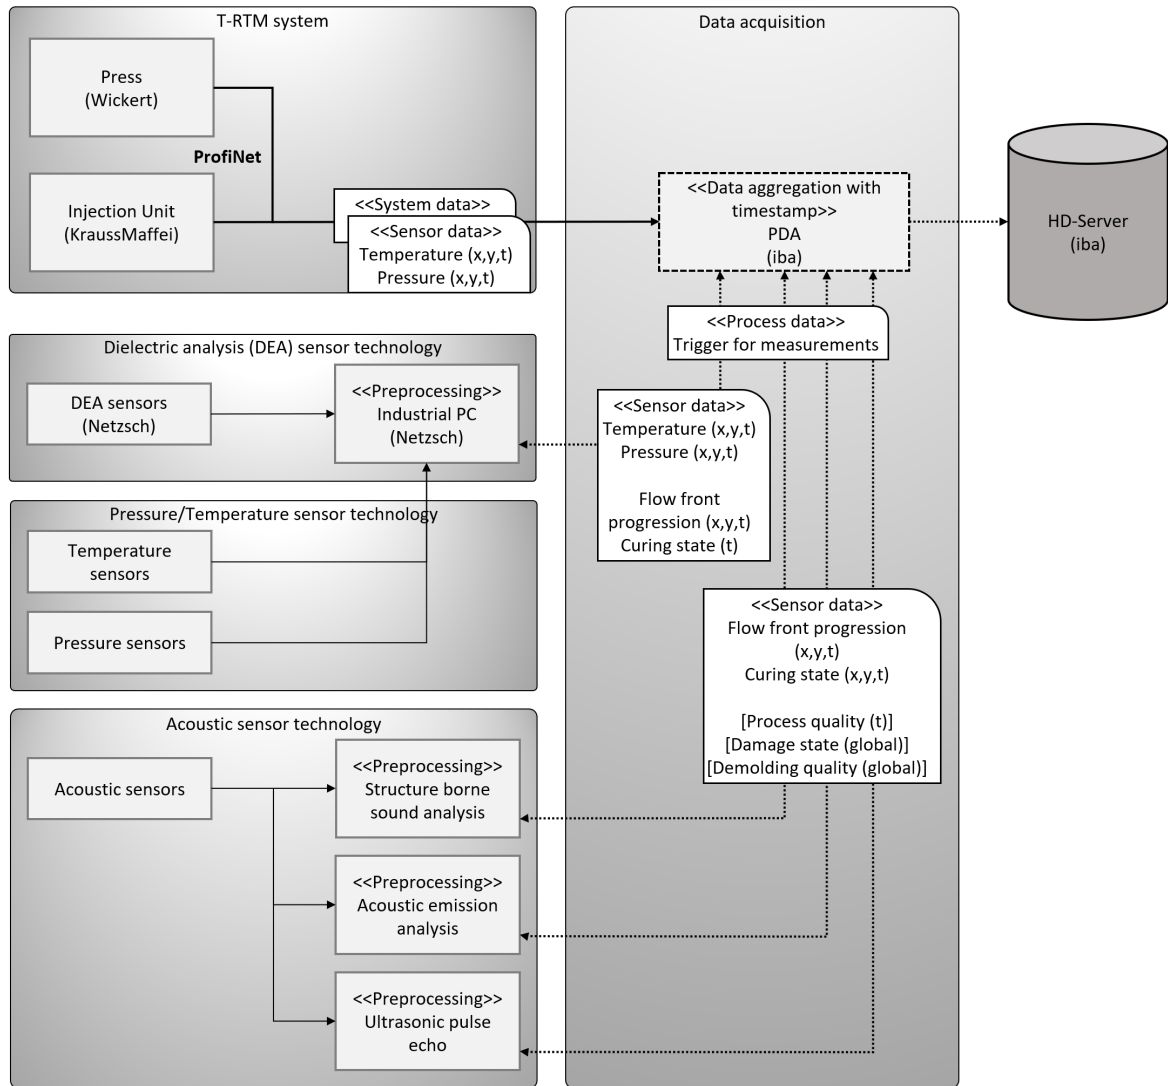 T-RTM system
Press
(Wickert)
ProfiNet
Injection Unit
(KraussMaffei)
<<System data>>
<<Sensor data>>
Temperature (x,y,t)
Pressure (x,y,t)
Data acquisition
<<Data aggregation with
timestamp>>
PDA
(iba)
HD-Server
(iba)
<<Process data>>
Trigger for measurements
Dielectric analysis (DEA) sensor technology
DEA sensors
(Netzsch)
<<Preprocessing>>
Industrial PC
(Netzsch)
<<Sensor data>>
Temperature (x,y,t)
Pressure (x,y,t)
Flow front
progression (x,y,t)
Curing state (t)
Pressure/Temperature sensor technology
Temperature
sensors
Pressure sensors
<<Sensor data>>
Flow front progression
(x,y,t)
Curing state (x,y,t)
[Process quality (t)]
[Damage state (global)]
[Demolding quality (global)]
Acoustic sensor technology
Acoustic sensors
<<Preprocessing>>
Structure borne
sound analysis
<<Preprocessing>>
Acoustic emission
analysis
<<Preprocessing>>
Ultrasonic pulse
echo